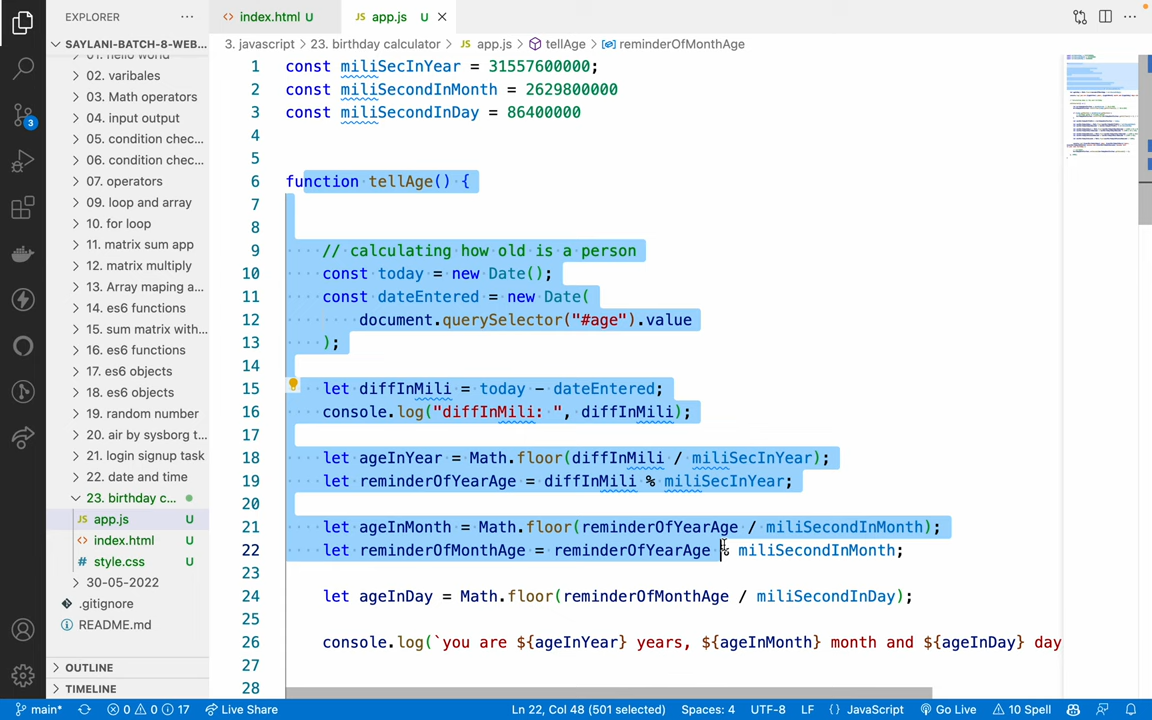 EXPLORER
index.html U
JS app.js U
SAYLANI-BATCH-8-WEB...
3. javascript > 23. birthday calculator > JS app.js > tellAge > reminderOfMonthAge
01. hello world
02. varibales
03. Math operators
04. input output
05. condition chec...
06. condition chec...
07. operators
09. loop and array
10. for loop
11. matrix sum app
12. matrix multiply
13. Array maping a...
14. es6 functions
15. sum matrix with...
16. es6 functions
17. es6 objects
18. es6 objects
19. random number
20. air by sysborg t...
21. login signup task
22. date and time
23. birthday c...
JS app.js U
index.html U
style.css U
30-05-2022
.gitignore
README.md
OUTLINE
TIMELINE
3
1 const miliSecInYear = 31557600000;
2 const miliSecondInMonth = 2629800000
3 const miliSecondInDay = 86400000
4
5
6 function tellAge() {
7
8
9 // calculating how old is a person
10 const today = new Date();
11 const dateEntered = new Date(
12 document.querySelector("#age").value
13 );
14
15 let diffInMili = today - dateEntered;
16 console.log("diffInMili: ", diffInMili);
17
18 let ageInYear = Math.floor(diffInMili / miliSecInYear);
19 let reminderOfYearAge = diffInMili % miliSecInYear;
20
21 let ageInMonth = Math.floor(reminderOfYearAge / miliSecondInMonth);
22 let reminderOfMonthAge = reminderOfYearAge % miliSecondInMonth;
23
24 let ageInDay = Math.floor(reminderOfMonthAge / miliSecondInDay);
25
26 console.log(`you are ${ageInYear} years, ${ageInMonth} month and ${ageInDay} day
27
28
main* 0 0 17 Live Share Ln 22, Col 48 (501 selected) Spaces: 4 UTF-8 LF {} JavaScript Go Live 10 Spell